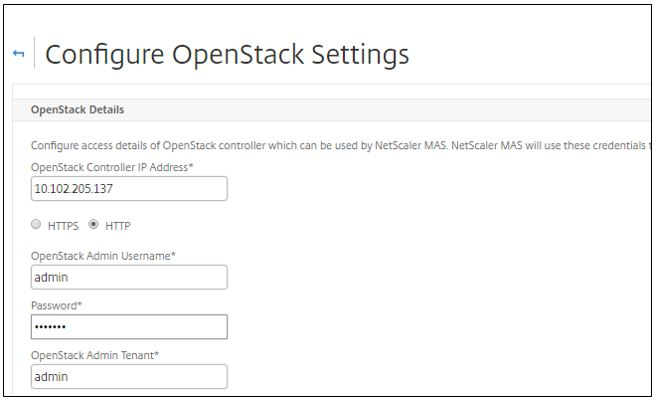 Configure OpenStack Settings
OpenStack Details
Configure access details of OpenStack controller which can be used by NetScaler MAS. NetScaler MAS will use these credentials t
OpenStack Controller IP Address*
10.102.205.137
HTTPS HTTP
OpenStack Admin Username*
admin
Password*
•••••••
OpenStack Admin Tenant*
admin